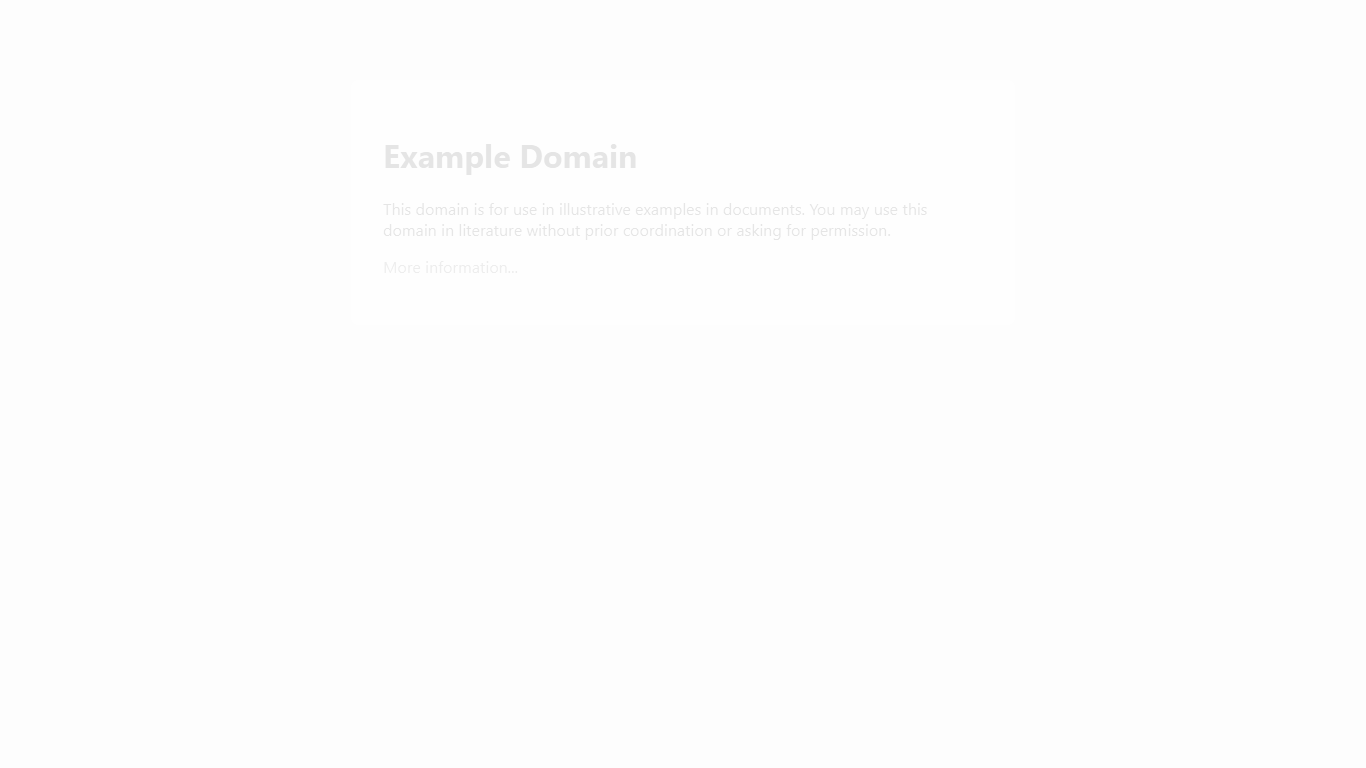 Example Domain
This domain is for use in illustrative examples in documents. You may use this
domain in literature without prior coordination or asking for permission.
More information...